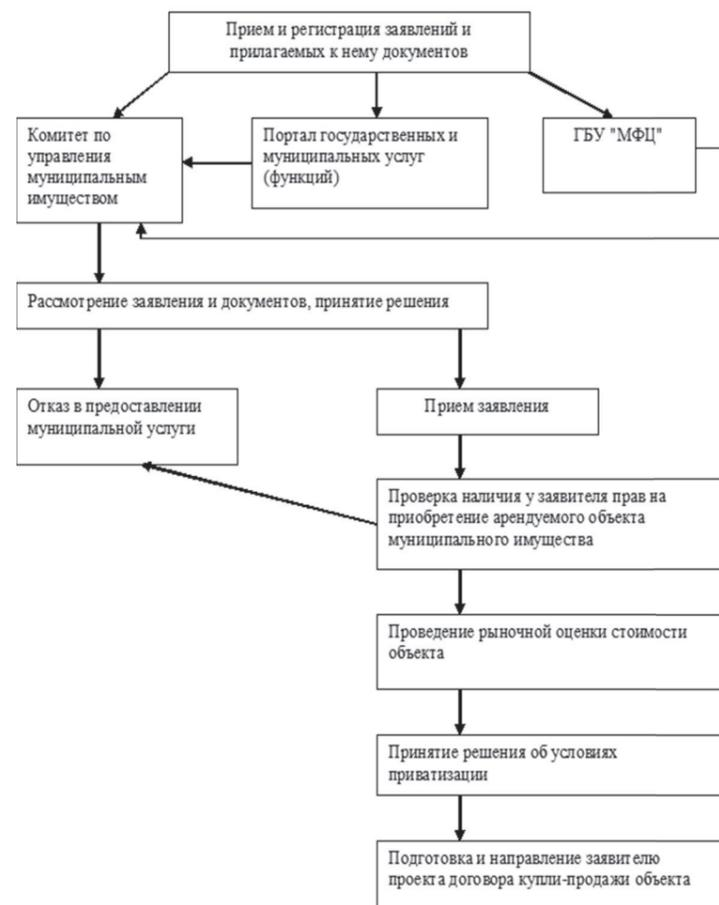 Прием и регистрация заявлений и
прилагаемых к нему документов
Комитет по
управления
муниципальным
имуществом
Портал государственных и
муниципальных услуг
(функций)
ГБУ "МФЦ"
Рассмотрение заявления и документов, принятие решения
Отказ в предоставлении
муниципальной услуги
Прием заявления
Проверка наличия у заявителя прав на
приобретение арендуемого объекта
муниципального имущества
Проведение рыночной оценки стоимости
объекта
Принятие решения об условиях
приватизации
Подготовка и направление заявителю
проекта договора купли-продажи объекта